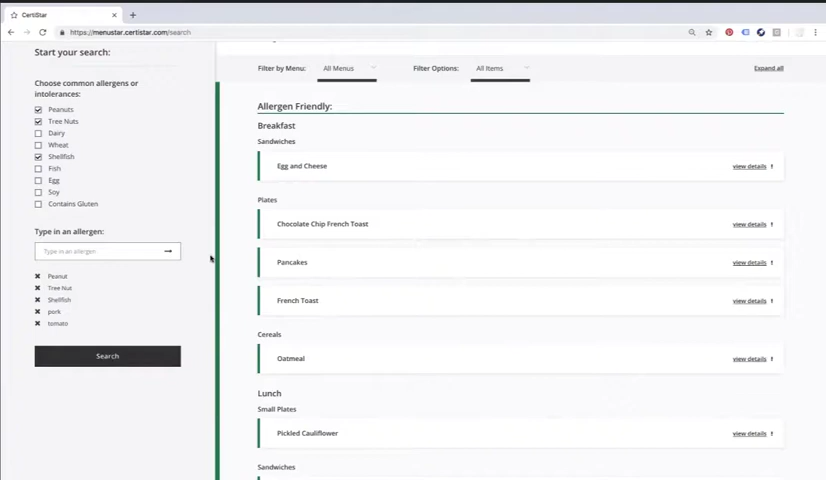 CertiStar
https://menustar.certistar.com/search
Start your search:
Choose common allergens or
intolerances:
Peanuts
Tree Nuts
Dairy
Wheat
Shellfish
Fish
Egg
Soy
Contains Gluten
Type in an allergen:
Type in an allergen
Peanut
Tree Nut
Shellfish
pork
tomato
Search
Filter by Menu: All Menus Filter Options: All Items Expand all
Allergen Friendly:
Breakfast
Sandwiches
Egg and Cheese view details
Plates
Chocolate Chip French Toast view details
Pancakes view details
French Toast view details
Cereals
Oatmeal view details
Lunch
Small Plates
Pickled Cauliflower view details
Sandwiches